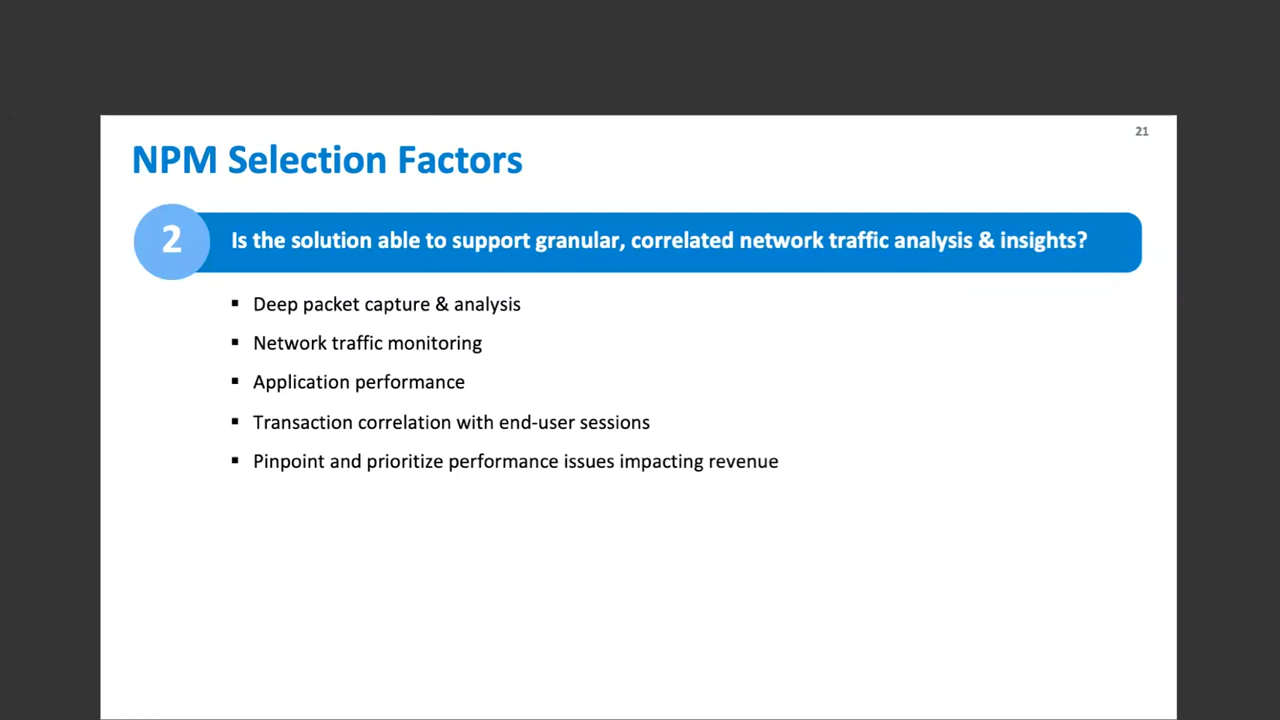 21
NPM Selection Factors
2
Is the solution able to support granular, correlated network traffic analysis & insights?
▪ Deep packet capture & analysis
▪ Network traffic monitoring
▪ Application performance
▪ Transaction correlation with end-user sessions
▪ Pinpoint and prioritize performance issues impacting revenue